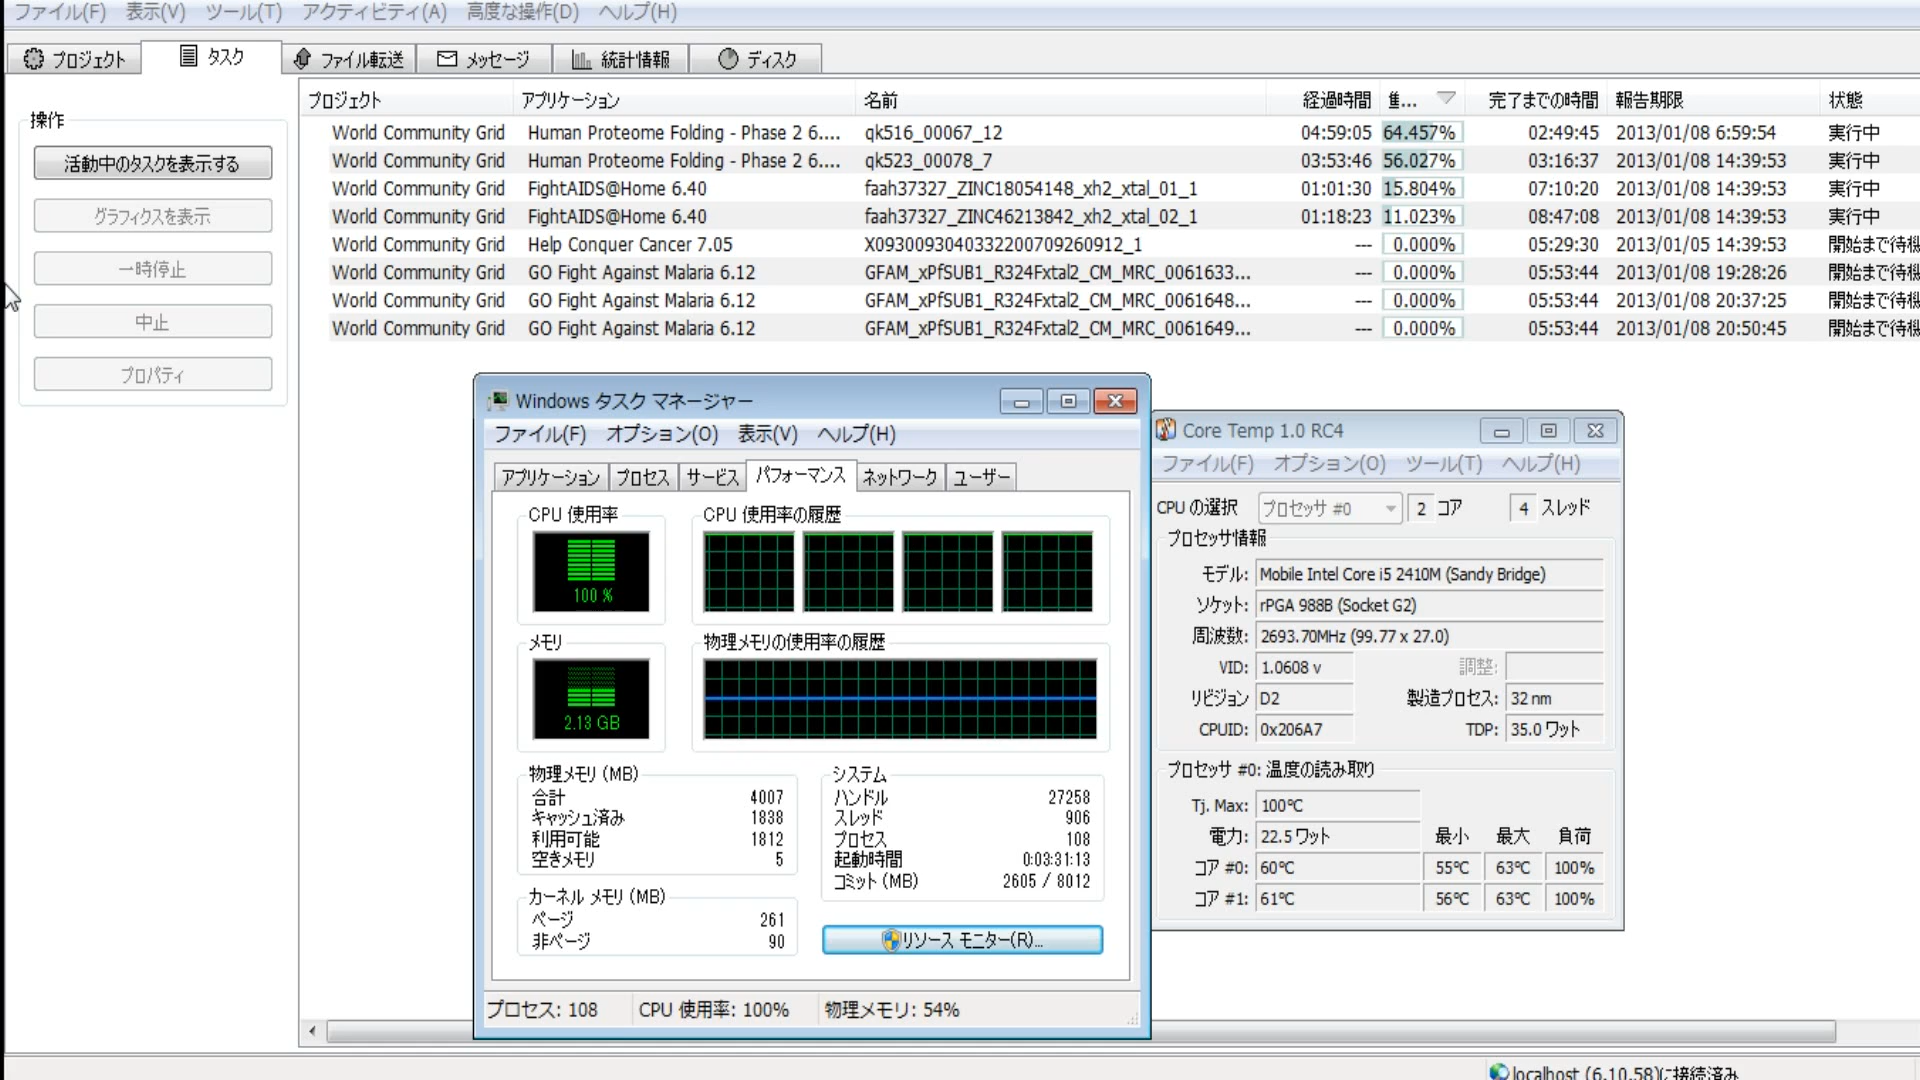 ファイル(F) 表示(V) ツール(T) アクティビティ(A) 高度な操作(D) ヘルプ(H)
プロジェクト タスク ファイル転送 メッセージ 統計情報 ディスク
操作
活動中のタスクを表示する
グラフィクスを表示
一時停止
中止
プロパティ
プロジェクト アプリケーション 名前 経過時間 進... 完了までの時間 報告期限 状態
World Community Grid Human Proteome Folding - Phase 2 6.... qk516_00067_12 04:59:05 64.457% 02:49:45 2013/01/08 6:59:54 実行中
World Community Grid Human Proteome Folding - Phase 2 6.... qk523_00078_7 03:53:46 56.027% 03:16:37 2013/01/08 14:39:53 実行中
World Community Grid FightAIDS@Home 6.40 faah37327_ZINC18054148_xh2_xtal_01_1 01:01:30 15.804% 07:10:20 2013/01/08 14:39:53 実行中
World Community Grid FightAIDS@Home 6.40 faah37327_ZINC46213842_xh2_xtal_02_1 01:18:23 11.023% 08:47:08 2013/01/08 14:39:53 実行中
World Community Grid Help Conquer Cancer 7.05 X0930093040332200709260912_1 --- 0.000% 05:29:30 2013/01/05 14:39:53 開始まで待機
World Community Grid GO Fight Against Malaria 6.12 GFAM_xPfSUB1_R324Fxtal2_CM_MRC_0061633... --- 0.000% 05:53:44 2013/01/08 19:28:26 開始まで待機
World Community Grid GO Fight Against Malaria 6.12 GFAM_xPfSUB1_R324Fxtal2_CM_MRC_0061648... --- 0.000% 05:53:44 2013/01/08 20:37:25 開始まで待機
World Community Grid GO Fight Against Malaria 6.12 GFAM_xPfSUB1_R324Fxtal2_CM_MRC_0061649... --- 0.000% 05:53:44 2013/01/08 20:50:45 開始まで待機
Windows タスク マネージャー
ファイル(F) オプション(O) 表示(V) ヘルプ(H)
アプリケーション プロセス サービス パフォーマンス ネットワーク ユーザー
CPU 使用率 CPU 使用率の履歴
100 %
メモリ 物理メモリの使用率の履歴
2.13 GB
物理メモリ (MB)
合計 4007
キャッシュ済み 1838
利用可能 1812
空きメモリ 5
カーネル メモリ (MB)
ページ 261
非ページ 90
システム
ハンドル 27258
スレッド 906
プロセス 108
起動時間 0:03:31:13
コミット (MB) 2605 / 8012
リソース モニター(R)...
プロセス: 108 CPU 使用率: 100% 物理メモリ: 54%
Core Temp 1.0 RC4
ファイル(F) オプション(O) ツール(T) ヘルプ(H)
CPU の選択 プロセッサ #0 2 コア 4 スレッド
プロセッサ情報
モデル: Mobile Intel Core i5 2410M (Sandy Bridge)
ソケット: rPGA 988B (Socket G2)
周波数: 2693.70MHz (99.77 x 27.0)
VID: 1.0608 v 調整:
リビジョン D2 製造プロセス: 32 nm
CPUID: 0x206A7 TDP: 35.0 ワット
プロセッサ #0: 温度の読み取り
Tj. Max: 100℃
電力: 22.5 ワット 最小 最大 負荷
コア #0: 60℃ 55℃ 63℃ 100%
コア #1: 61℃ 56℃ 63℃ 100%
localhost (6.10.58)に接続済み